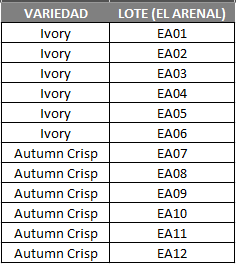 VARIEDAD LOTE (EL ARENAL)
Ivory EA01
Ivory EA02
Ivory EA03
Ivory EA04
Ivory EA05
Ivory EA06
Autumn Crisp EA07
Autumn Crisp EA08
Autumn Crisp EA09
Autumn Crisp EA10
Autumn Crisp EA11
Autumn Crisp EA12